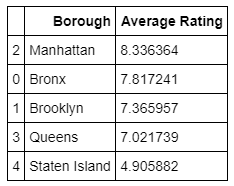 Borough Average Rating
2 Manhattan 8.336364
0 Bronx 7.817241
1 Brooklyn 7.365957
3 Queens 7.021739
4 Staten Island 4.905882